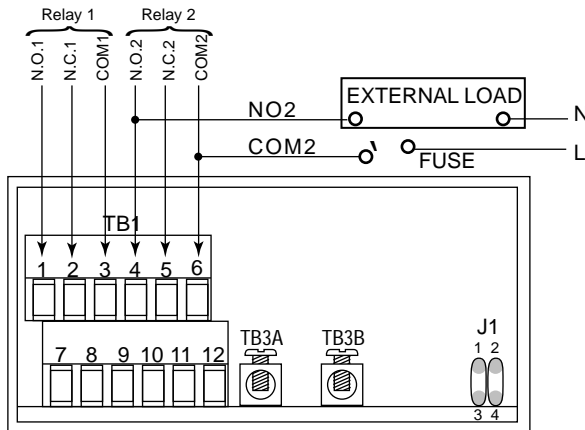 Relay 1 Relay 2
N.O.1 N.C.1 COM1 N.O.2 N.C.2 COM2
EXTERNAL LOAD
NO2 N
COM2 L
FUSE
TB1
1 2 3 4 5 6
7 8 9 10 11 12
TB3A TB3B J1
1 2
3 4